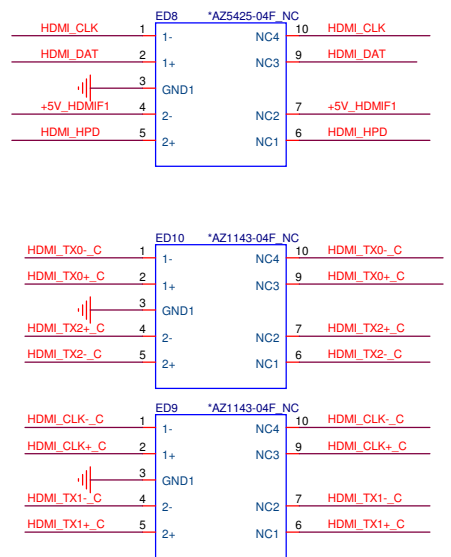 ED8 *AZ5425-04F_NC
HDMI_CLK 1 1- NC4 10 HDMI_CLK
HDMI_DAT 2 1+ NC3 9 HDMI_DAT
3 GND1
+5V_HDMIF1 4 2- NC2 7 +5V_HDMIF1
HDMI_HPD 5 2+ NC1 6 HDMI_HPD
ED10 *AZ1143-04F_NC
HDMI_TX0-_C 1 1- NC4 10 HDMI_TX0-_C
HDMI_TX0+_C 2 1+ NC3 9 HDMI_TX0+_C
3 GND1
HDMI_TX2+_C 4 2- NC2 7 HDMI_TX2+_C
HDMI_TX2-_C 5 2+ NC1 6 HDMI_TX2-_C
ED9 *AZ1143-04F_NC
HDMI_CLK-_C 1 1- NC4 10 HDMI_CLK-_C
HDMI_CLK+_C 2 1+ NC3 9 HDMI_CLK+_C
3 GND1
HDMI_TX1-_C 4 2- NC2 7 HDMI_TX1-_C
HDMI_TX1+_C 5 2+ NC1 6 HDMI_TX1+_C